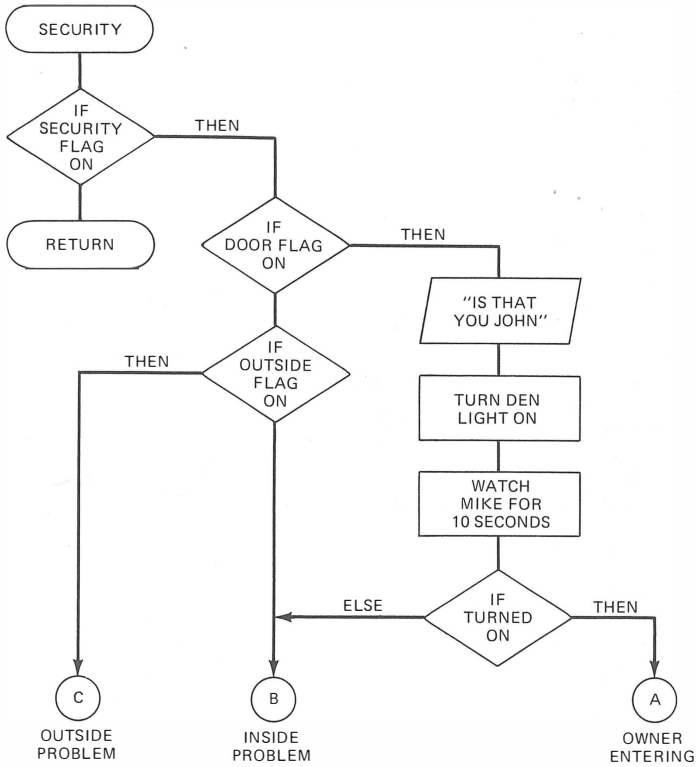 SECURITY
IF
SECURITY
FLAG
ON
THEN
RETURN
IF
DOOR FLAG
ON
THEN
"IS THAT
YOU JOHN"
IF
OUTSIDE
FLAG
ON
THEN
TURN DEN
LIGHT ON
WATCH
MIKE FOR
10 SECONDS
IF
TURNED
ON
ELSE
THEN
C
OUTSIDE
PROBLEM
B
INSIDE
PROBLEM
A
OWNER
ENTERING